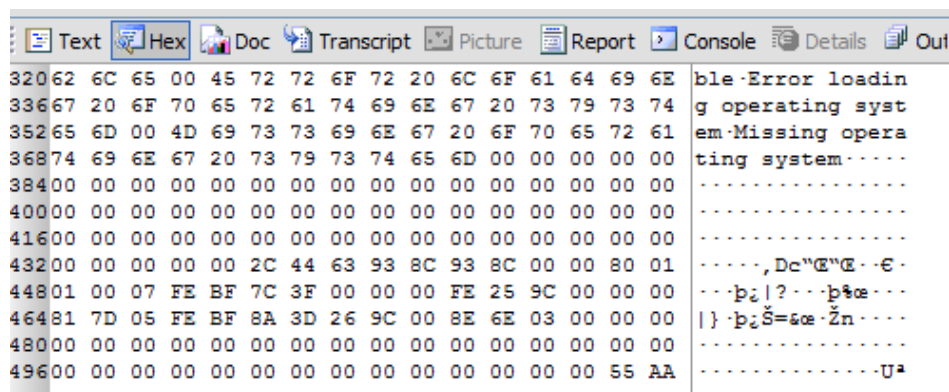 Text Hex Doc Transcript Picture Report Console Details Out
320 62 6C 65 00 45 72 72 6F 72 20 6C 6F 61 64 69 6E ble·Error loadin
336 67 20 6F 70 65 72 61 74 69 6E 67 20 73 79 73 74 g operating syst
352 65 6D 00 4D 69 73 73 69 6E 67 20 6F 70 65 72 61 em·Missing opera
368 74 69 6E 67 20 73 79 73 74 65 6D 00 00 00 00 00 ting system·····
384 00 00 00 00 00 00 00 00 00 00 00 00 00 00 00 00 ················
400 00 00 00 00 00 00 00 00 00 00 00 00 00 00 00 00 ················
416 00 00 00 00 00 00 00 00 00 00 00 00 00 00 00 00 ················
432 00 00 00 00 00 2C 44 63 93 8C 93 8C 00 00 80 01 ·····,Dc“Œ“Œ··€·
448 01 00 07 FE BF 7C 3F 00 00 00 FE 25 9C 00 00 00 ···þ¿|?···þ%œ···
464 81 7D 05 FE BF 8A 3D 26 9C 00 8E 6E 03 00 00 00 |}·þ¿Š=&œ·Žn····
480 00 00 00 00 00 00 00 00 00 00 00 00 00 00 00 00 ················
496 00 00 00 00 00 00 00 00 00 00 00 00 00 00 55 AA ··············Uª